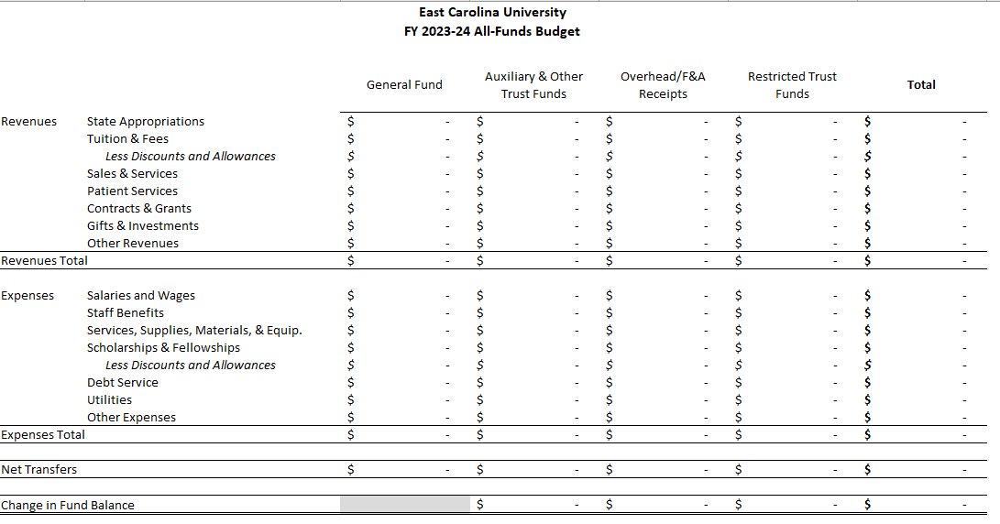 East Carolina University
FY 2023-24 All-Funds Budget
General Fund Auxiliary & Other Trust Funds Overhead/F&A Receipts Restricted Trust Funds Total
Revenues State Appropriations $ - $ - $ - $ - $ -
Tuition & Fees $ - $ - $ - $ - $ -
Less Discounts and Allowances $ - $ - $ - $ - $ -
Sales & Services $ - $ - $ - $ - $ -
Patient Services $ - $ - $ - $ - $ -
Contracts & Grants $ - $ - $ - $ - $ -
Gifts & Investments $ - $ - $ - $ - $ -
Other Revenues $ - $ - $ - $ - $ -
Revenues Total $ - $ - $ - $ - $ -
Expenses Salaries and Wages $ - $ - $ - $ - $ -
Staff Benefits $ - $ - $ - $ - $ -
Services, Supplies, Materials, & Equip. $ - $ - $ - $ - $ -
Scholarships & Fellowships $ - $ - $ - $ - $ -
Less Discounts and Allowances $ - $ - $ - $ - $ -
Debt Service $ - $ - $ - $ - $ -
Utilities $ - $ - $ - $ - $ -
Other Expenses $ - $ - $ - $ - $ -
Expenses Total $ - $ - $ - $ - $ -
Net Transfers $ - $ - $ - $ - $ -
Change in Fund Balance $ - $ - $ - $ -